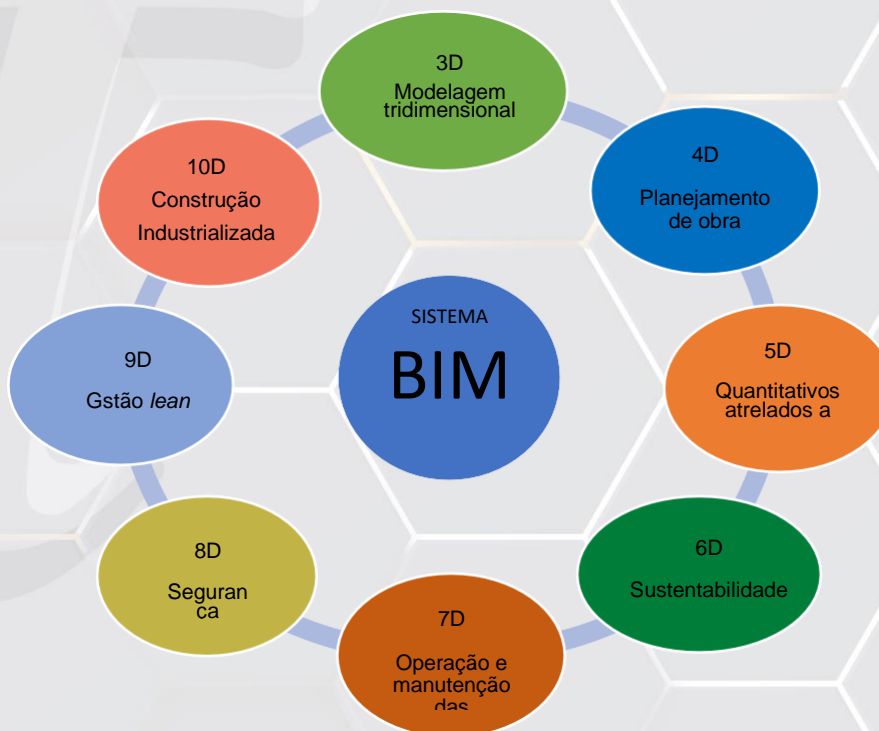 3D
Modelagem
tridimensional
4D
Planejamento
de obra
5D
Quantitativos
atrelados a
6D
Sustentabilidade
7D
Operação e
manutenção
das
8D
Seguran
ca
9D
Gstão lean
10D
Construção
Industrializada
SISTEMA
BIM